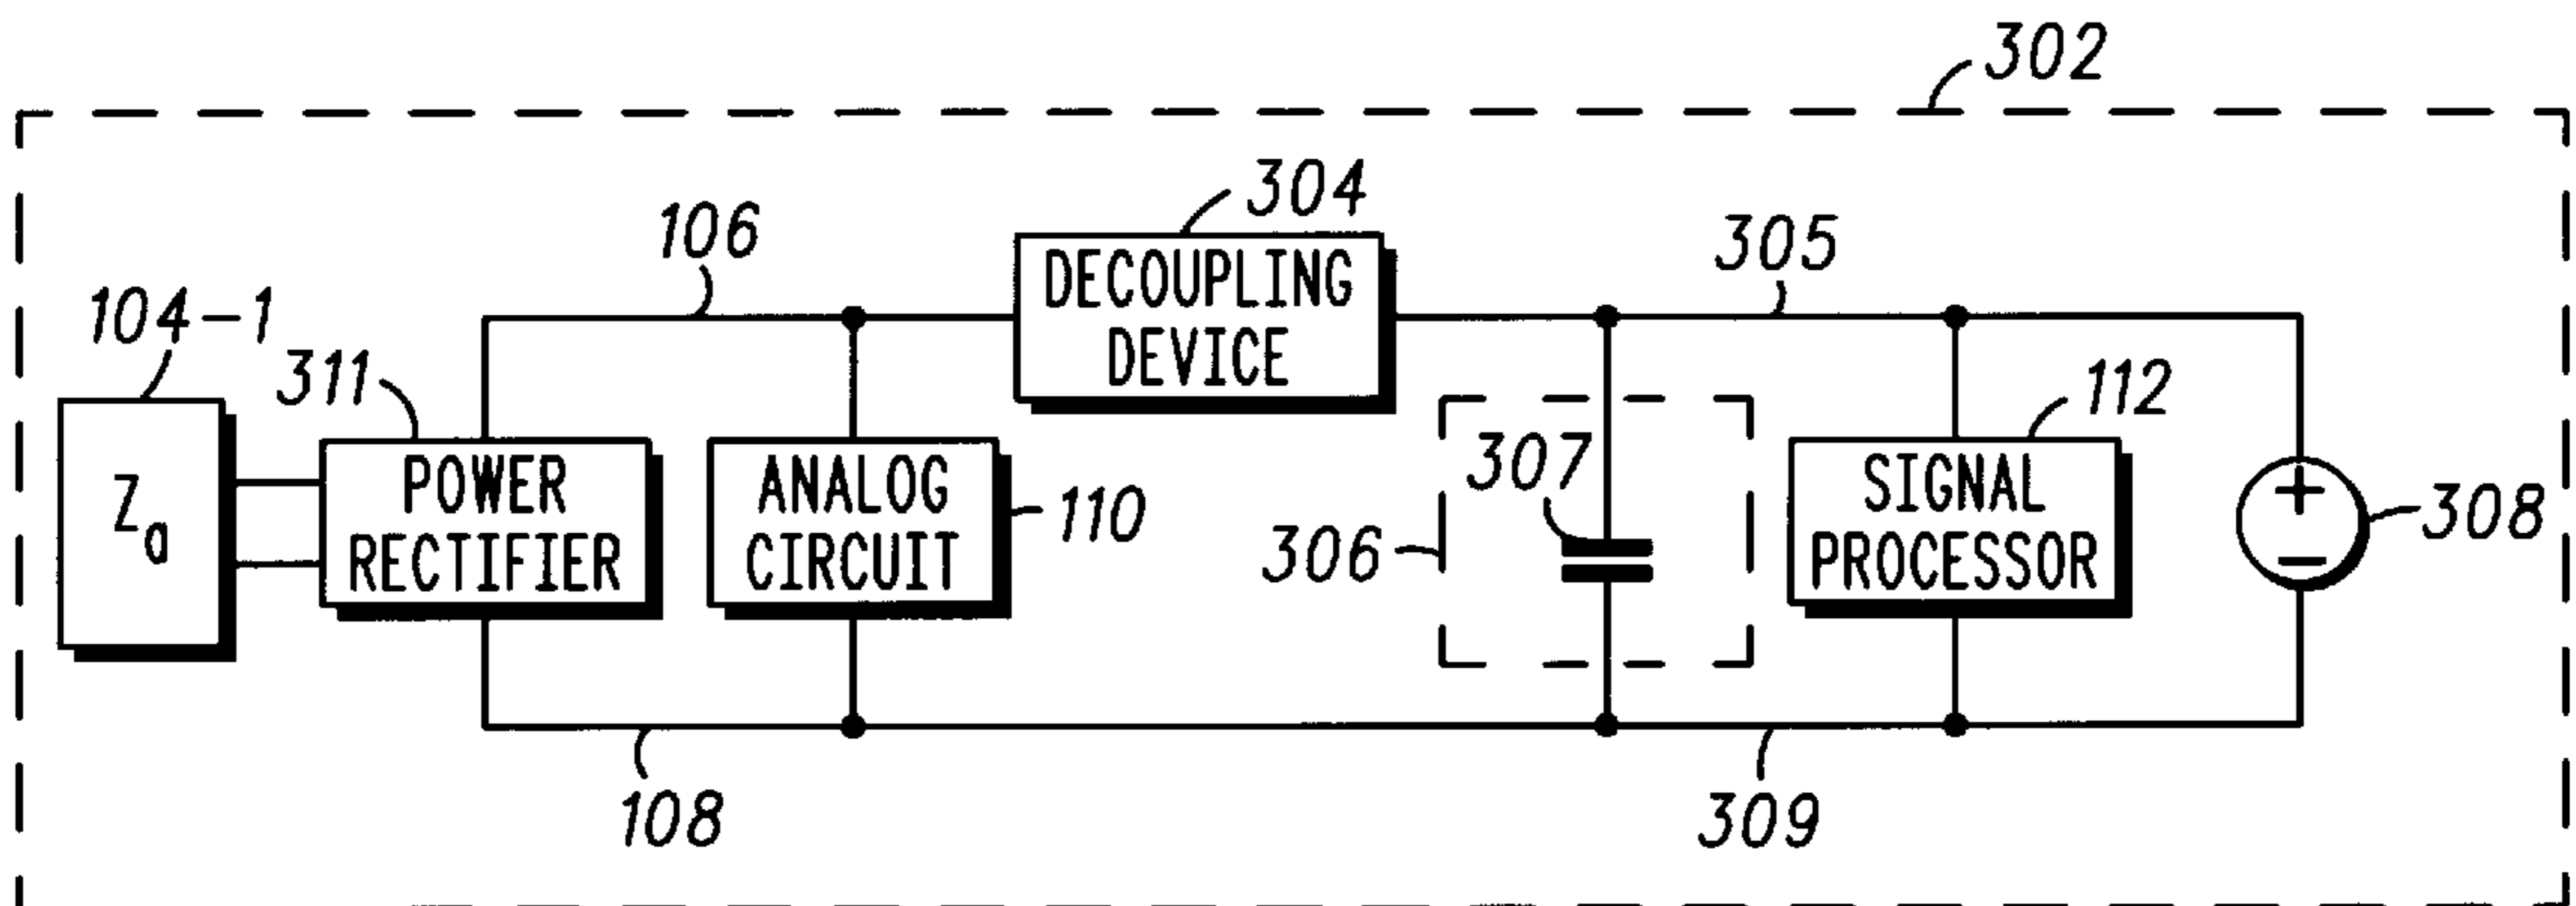 302
304
106
305
104-1
311
DECOUPLING
DEVICE
112
Za
POWER
RECTIFIER
ANALOG
CIRCUIT
110
307
306
SIGNAL
PROCESSOR
+
−
308
108
309